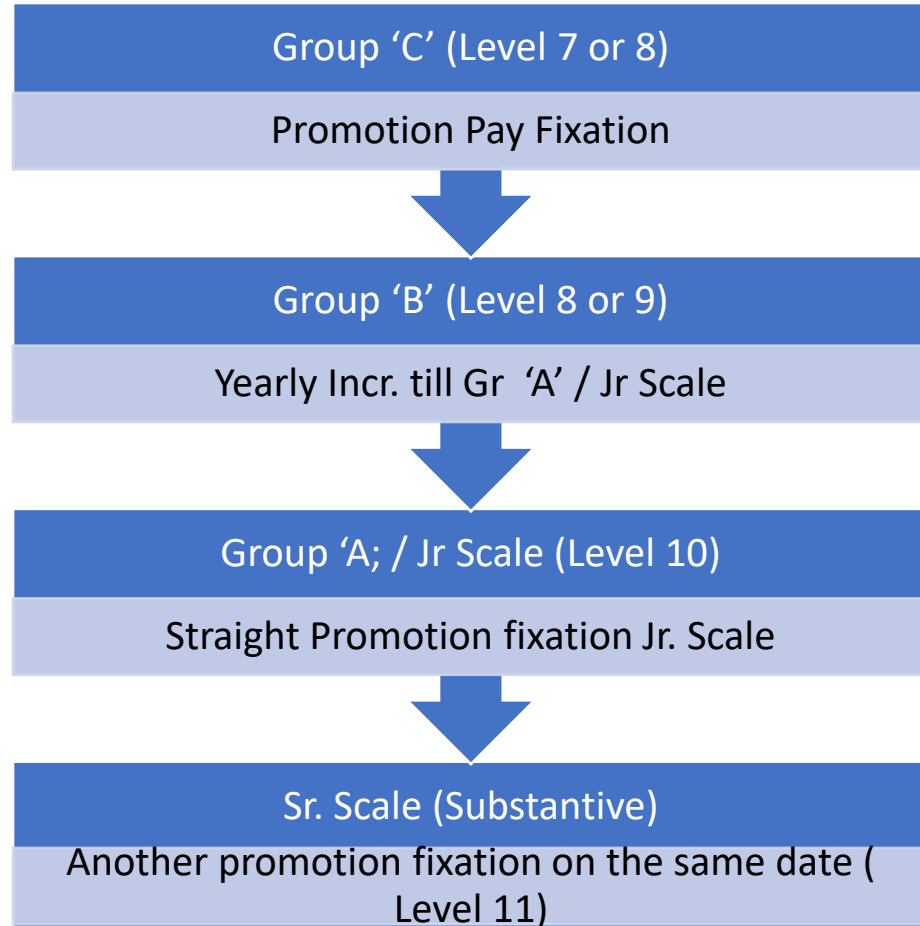 Group ‘C’ (Level 7 or 8)
Promotion Pay Fixation
Group ‘B’ (Level 8 or 9)
Yearly Incr. till Gr ‘A’ / Jr Scale
Group ‘A; / Jr Scale (Level 10)
Straight Promotion fixation Jr. Scale
Sr. Scale (Substantive)
Another promotion fixation on the same date (
Level 11)